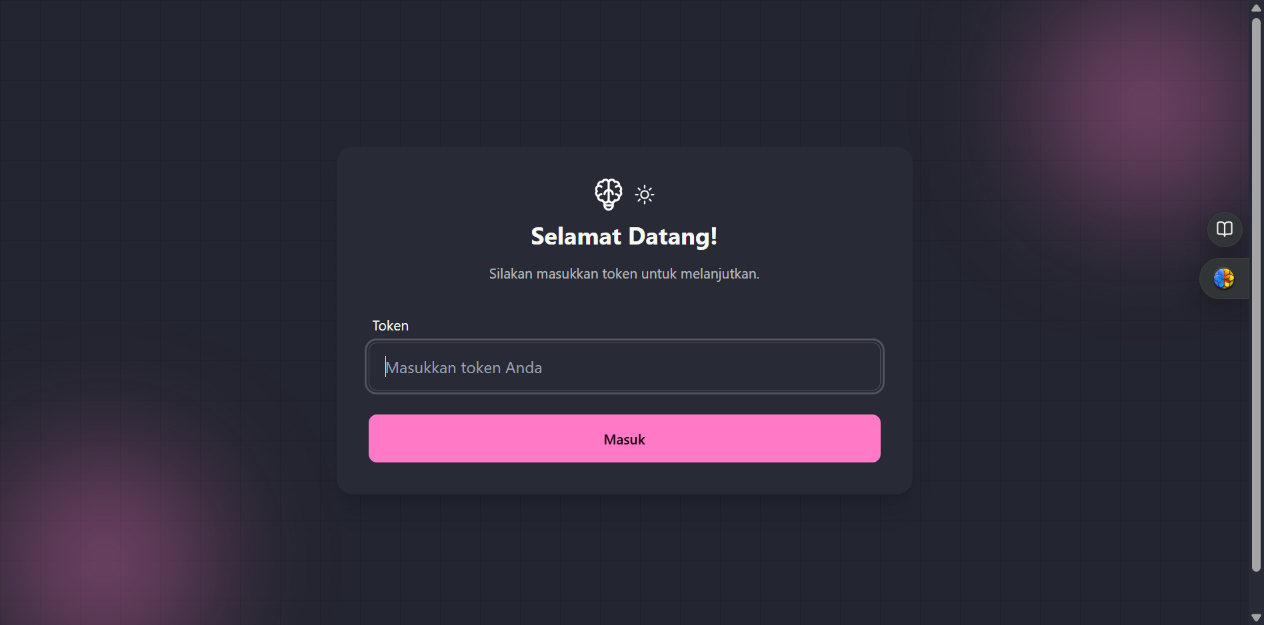 Selamat Datang!
Silakan masukkan token untuk melanjutkan.
Token
Masukkan token Anda
Masuk